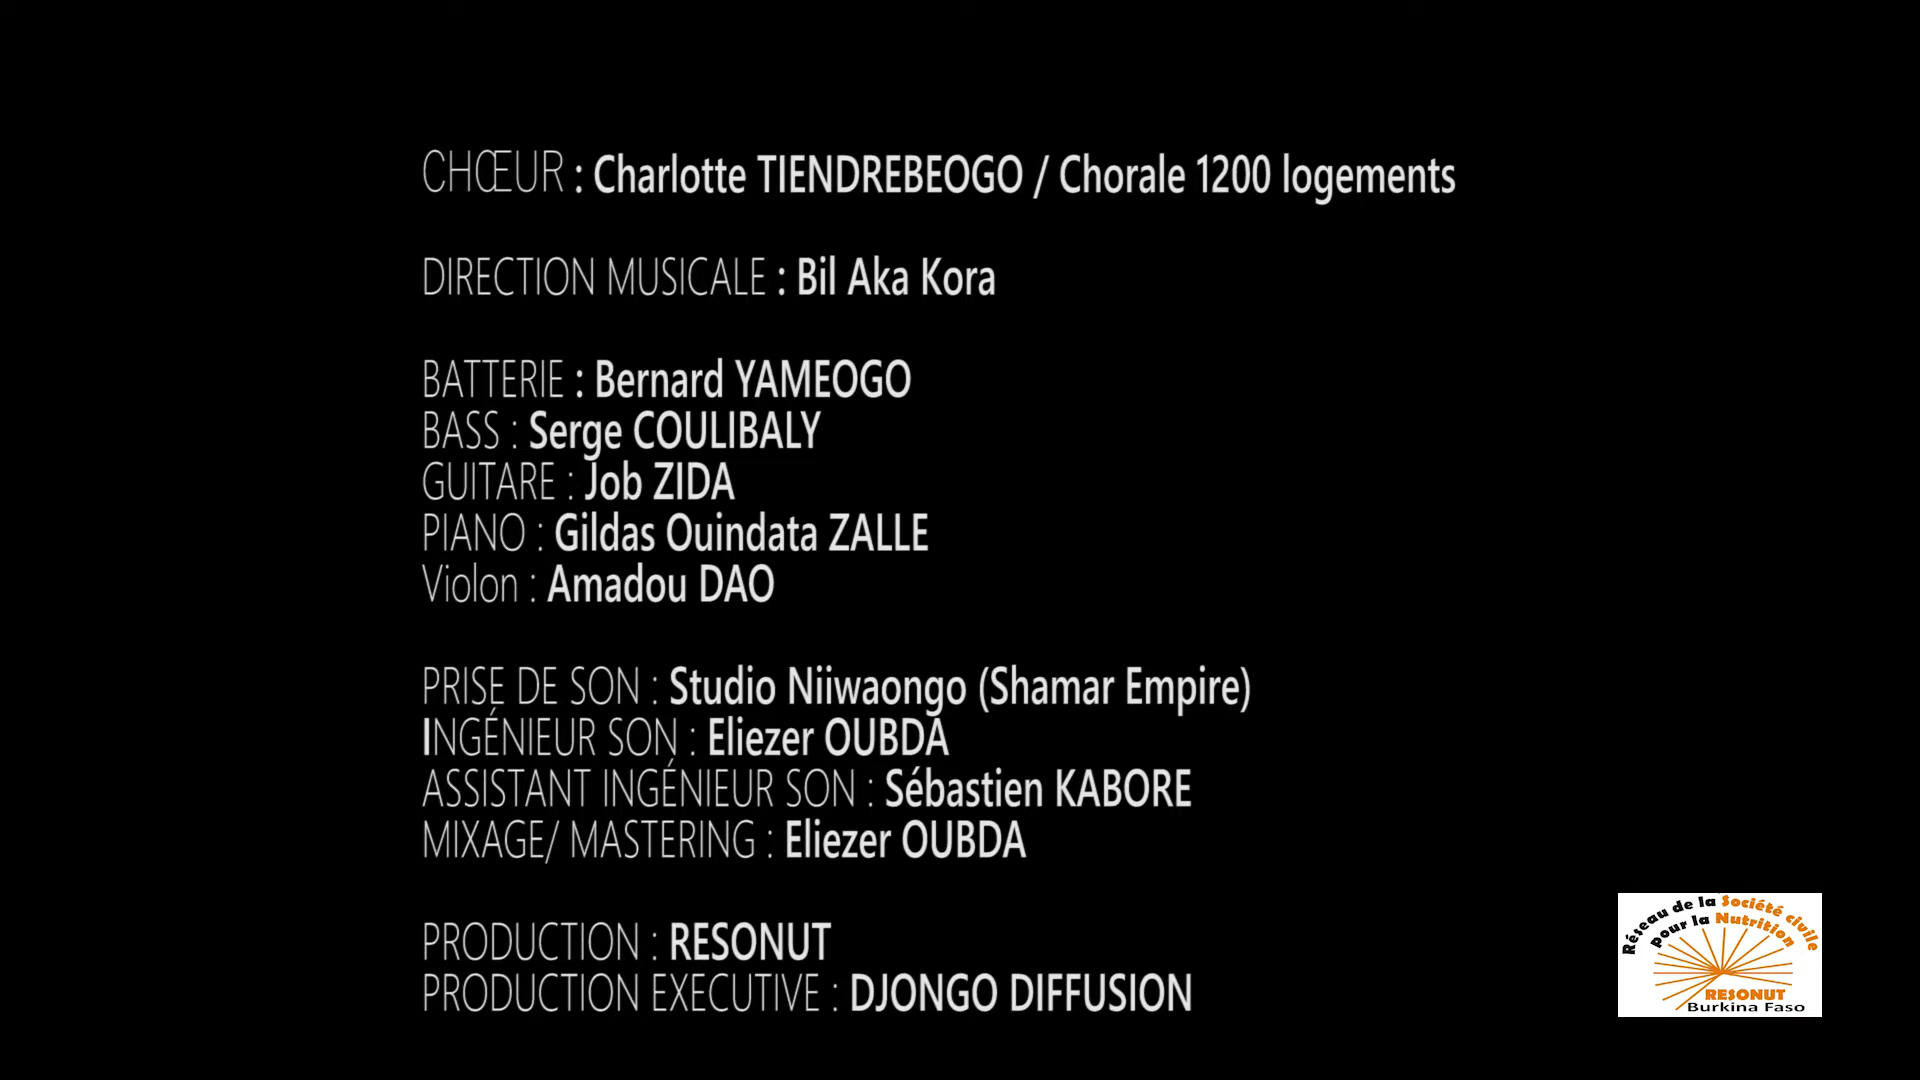 CHŒUR : Charlotte TIENDREBEOGO / Chorale 1200 logements
DIRECTION MUSICALE : Bil Aka Kora
BATTERIE : Bernard YAMEOGO
BASS : Serge COULIBALY
GUITARE : Job ZIDA
PIANO : Gildas Ouindata ZALLE
Violon : Amadou DAO
PRISE DE SON : Studio Niiwaongo (Shamar Empire)
INGÉNIEUR SON : Eliezer OUBDA
ASSISTANT INGÉNIEUR SON : Sébastien KABORE
MIXAGE/ MASTERING : Eliezer OUBDA
PRODUCTION : RESONUT
PRODUCTION EXECUTIVE : DJONGO DIFFUSION
Réseau de la Société civile
pour la Nutrition
RESONUT
Burkina Faso